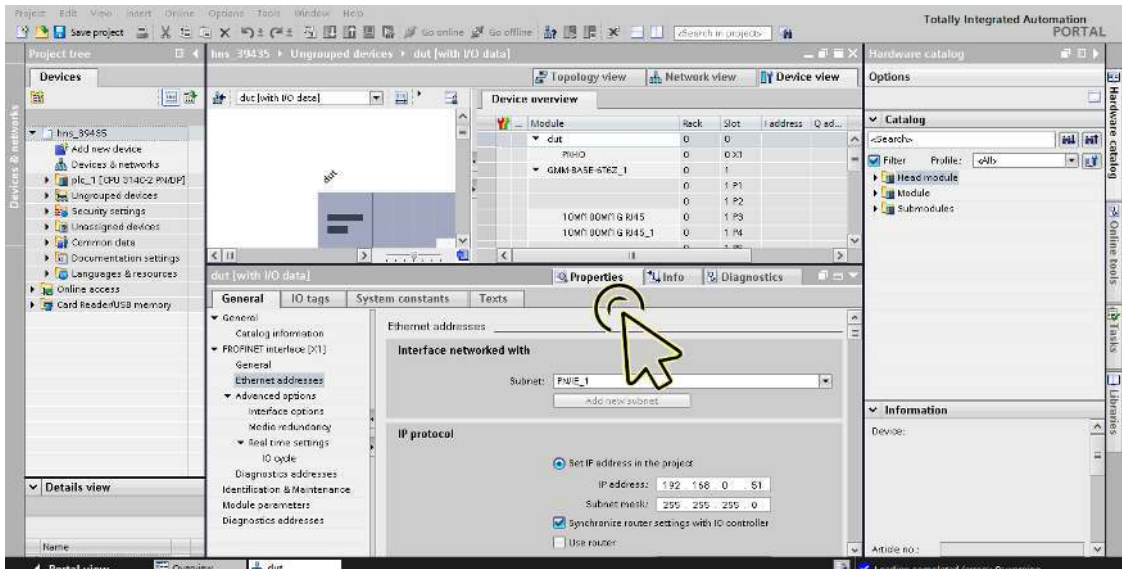 Project Edit View Insert Online Options Tools Window Help
Totally Integrated Automation
PORTAL
Save project
Go online
Go offline
<Search in project>
Project tree
hns_39435 ▸ Ungrouped devices ▸ dut [with I/O data]
Hardware catalog
Devices
Topology view
Network view
Device view
Options
dut [with I/O data]
Device overview
Module
Rack
Slot
I address
Q ad...
Catalog
<Search>
Filter
Profile:
<All>
Head module
Module
Submodules
dut 0 0
PN-IO 0 0 X1
GMM-BASE-6T6Z_1 0 1
0 1 P1
0 1 P2
0 1 P3
0 1 P4
dut
hns_39435
Add new device
Devices & networks
plc_1 [CPU 314C-2 PN/DP]
Ungrouped devices
Security settings
Unassigned devices
Common data
Documentation settings
Languages & resources
Online access
Card Reader/USB memory
Devices & networks
Hardware catalog
Online tools
Tasks
Libraries
dut [with I/O data]
Properties
Info
Diagnostics
General
IO tags
System constants
Texts
General
Catalog information
PROFINET interface [X1]
General
Ethernet addresses
Advanced options
Interface options
Media redundancy
Real time settings
IO cycle
Diagnostics addresses
Identification & Maintenance
Module parameters
Diagnostics addresses
Ethernet addresses
Interface networked with
Subnet: PN/IE_1
Add new subnet
IP protocol
Set IP address in the project
IP address: 192 . 168 . 0 . 51
Subnet mask: 255 . 255 . 255 . 0
Synchronize router settings with IO controller
Use router
Information
Device:
Article no.:
Details view
Name
Portal view
Overview
dut